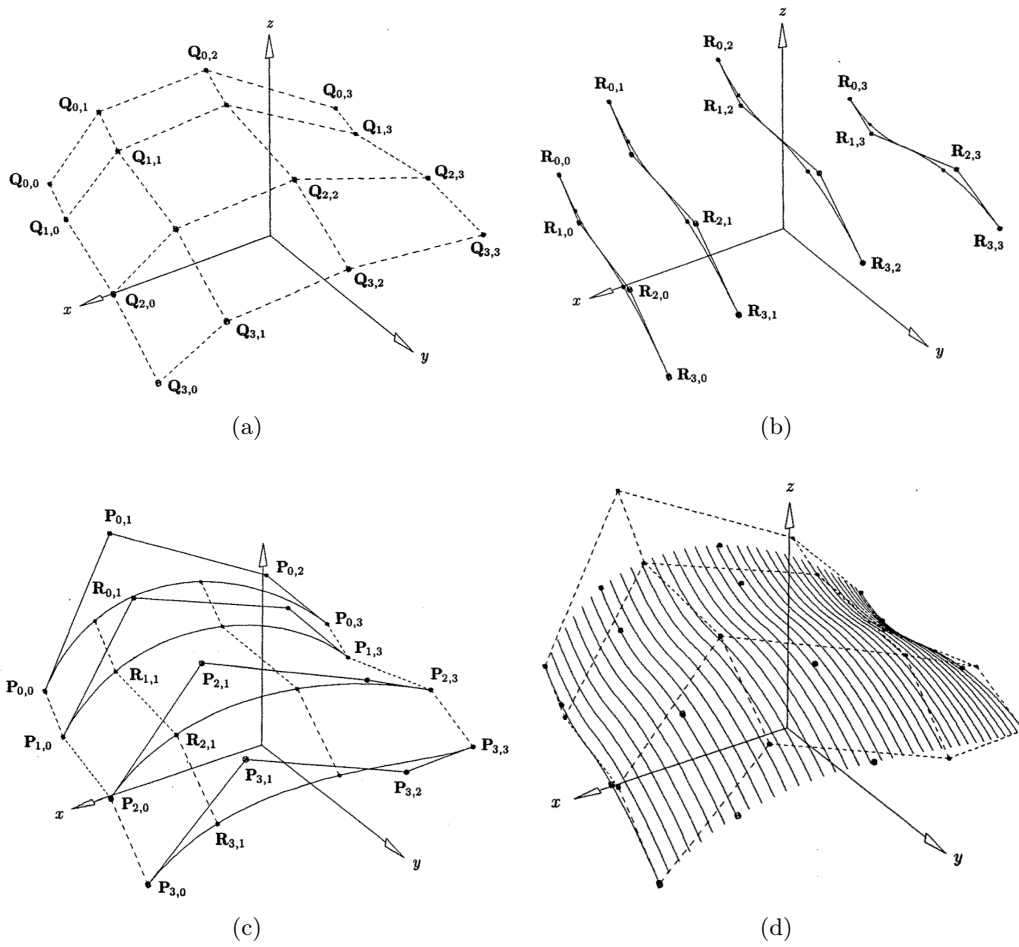 z
Q0,2
Q0,1
Q0,3
Q1,3
Q1,1
Q0,0
Q2,2
Q2,3
Q1,0
Q3,3
Q3,2
x
Q2,0
Q3,1
y
Q3,0
(a)
z
R0,2
R0,1
R0,3
R1,2
R1,3
R0,0
R2,3
R1,0
R2,1
R3,3
R3,2
x
R2,0
R3,1
y
R3,0
(b)
P0,1
P0,2
R0,1
P0,3
P1,3
R1,1
P2,1
P0,0
P2,3
P1,0
R2,1
P3,3
P3,1
P3,2
x
P2,0
R3,1
y
P3,0
(c)
z
x
y
(d)